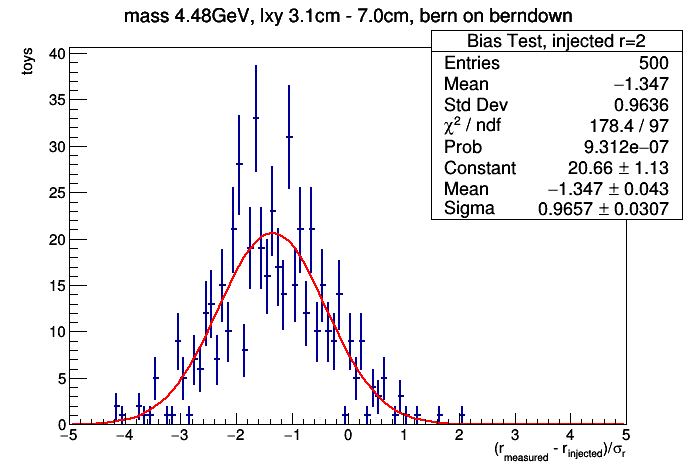 mass 4.48GeV, lxy 3.1cm - 7.0cm, bern on berndown
Bias Test, injected r=2
Entries 500
Mean −1.347
Std Dev 0.9636
χ² / ndf 178.4 / 97
Prob 9.312e−07
Constant 20.66 ± 1.13
Mean −1.347 ± 0.043
Sigma 0.9657 ± 0.0307
toys
40
35
30
25
20
15
10
5
0
−5 −4 −3 −2 −1 0 1 2 3 4 5
(r_measured - r_injected)/σ_r